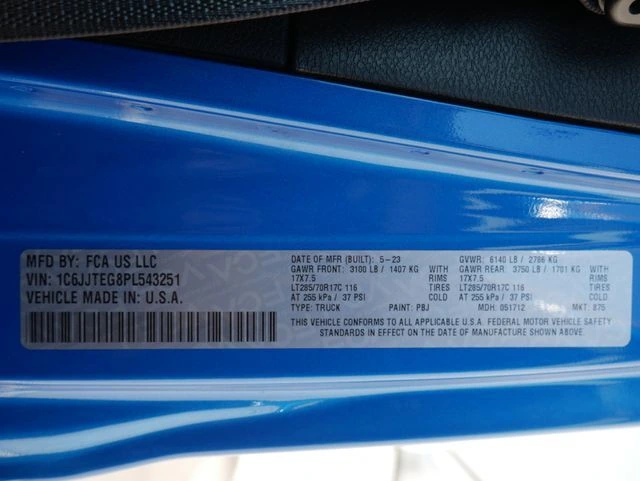 MFD BY: FCA US LLC
VIN: 1C6JJTEG8PL543251
VEHICLE MADE IN: U.S.A.
DATE OF MFR (BUILT): 5-23 GVWR: 6140 LB / 2786 KG
GAWR FRONT: 3100 LB / 1407 KG WITH GAWR REAR: 3750 LB / 1701 KG WITH
17X7.5 RIMS 17X7.5 RIMS
LT285/70R17C 116 TIRES LT285/70R17C 116 TIRES
AT 255 kPa / 37 PSI AT 255 kPa / 37 PSI
TYPE: TRUCK PAINT: PBJ MDH: 051712 MKT: 875
THIS VEHICLE CONFORMS TO ALL APPLICABLE U.S.A. FEDERAL MOTOR VEHICLE SAFETY
STANDARDS IN EFFECT ON THE DATE OF MANUFACTURE SHOWN ABOVE.